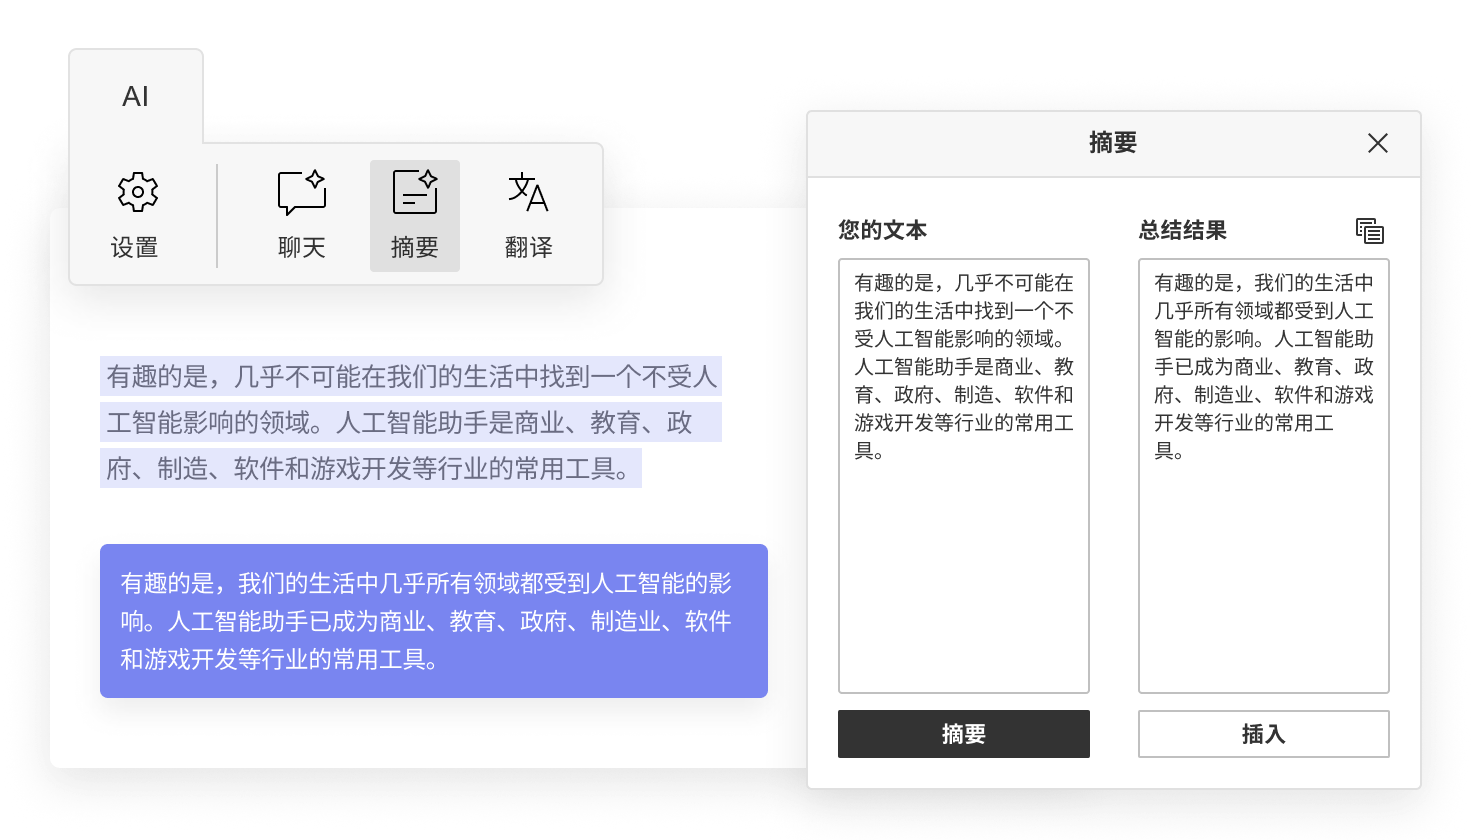 AI
设置
聊天
摘要
翻译
有趣的是，几乎不可能在我们的生活中找到一个不受人
工智能影响的领域。人工智能助手是商业、教育、政
府、制造、软件和游戏开发等行业的常用工具。
有趣的是，我们的生活中几乎所有领域都受到人工智能的影
响。人工智能助手已成为商业、教育、政府、制造业、软件
和游戏开发等行业的常用工具。
摘要
您的文本
有趣的是，几乎不可能在
我们的生活中找到一个不
受人工智能影响的领域。
人工智能助手是商业、教
育、政府、制造、软件和
游戏开发等行业的常用工
具。
摘要
总结结果
有趣的是，我们的生活中
几乎所有领域都受到人工
智能的影响。人工智能助
手已成为商业、教育、政
府、制造业、软件和游戏
开发等行业的常用工
具。
插入